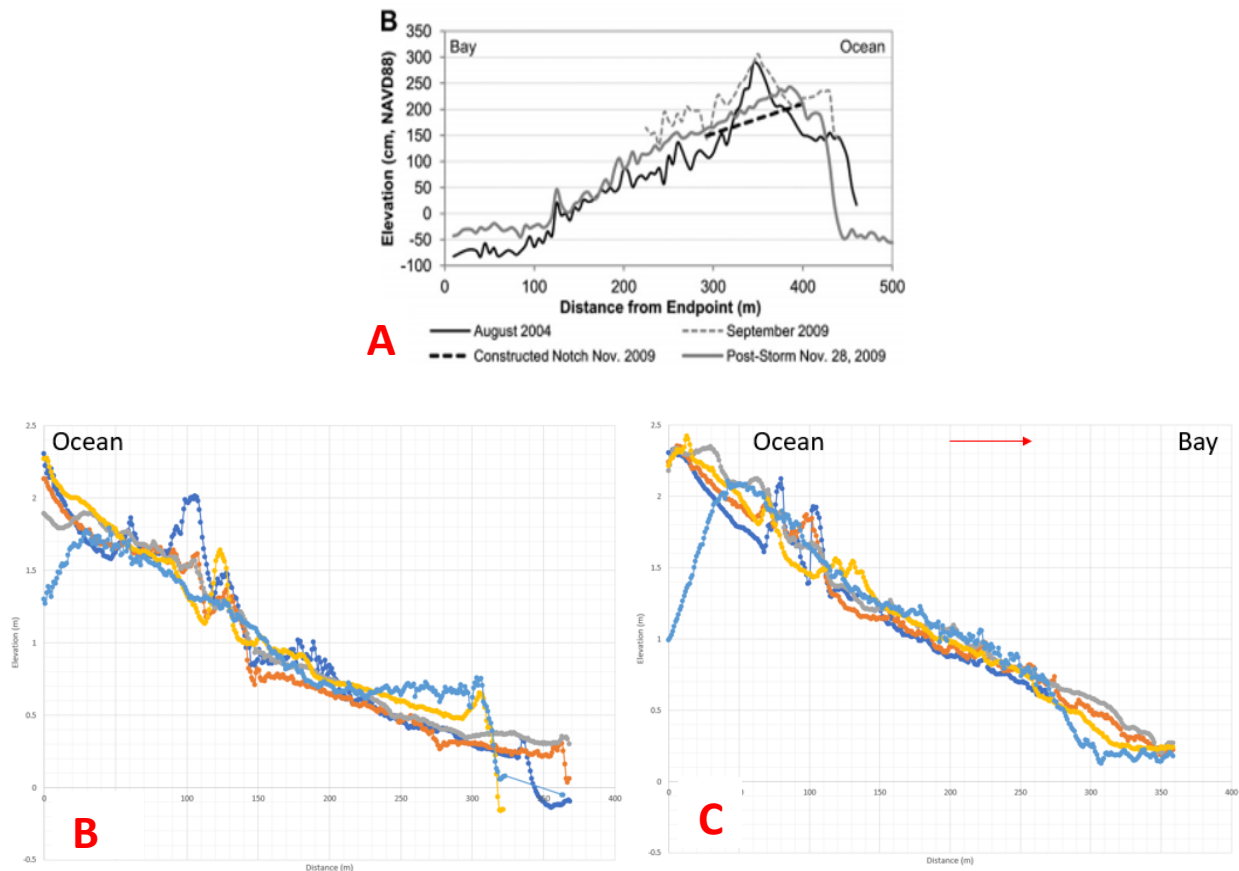 B
350
300
250
200
150
100
50
0
-50
-100
Elevation (cm, NAVD88)
Bay
Ocean
0 100 200 300 400 500
Distance from Endpoint (m)
August 2004
September 2009
Constructed Notch Nov. 2009
Post-Storm Nov. 28, 2009
A
2.5
2
1.5
1
0.5
0
-0.5
Elevation (m)
Ocean
0 100 150 200 250 300 350 400
Distance (m)
B
2.5
2
1.5
1
0.5
0
-0.5
Elevation (m)
Ocean
Bay
0 100 150 200 250 300 350 400
Distance (m)
C